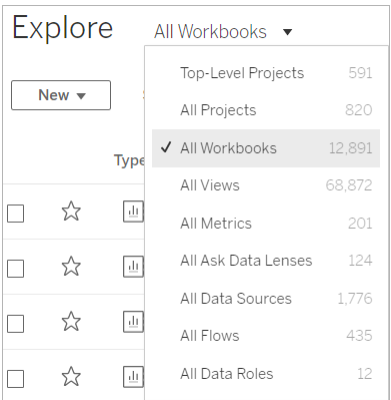 Explore All Workbooks
Top-Level Projects 591
New
All Projects 820
All Workbooks 12,891
Type
All Views 68,872
All Metrics 201
All Ask Data Lenses 124
All Data Sources 1,776
All Flows 435
All Data Roles 12